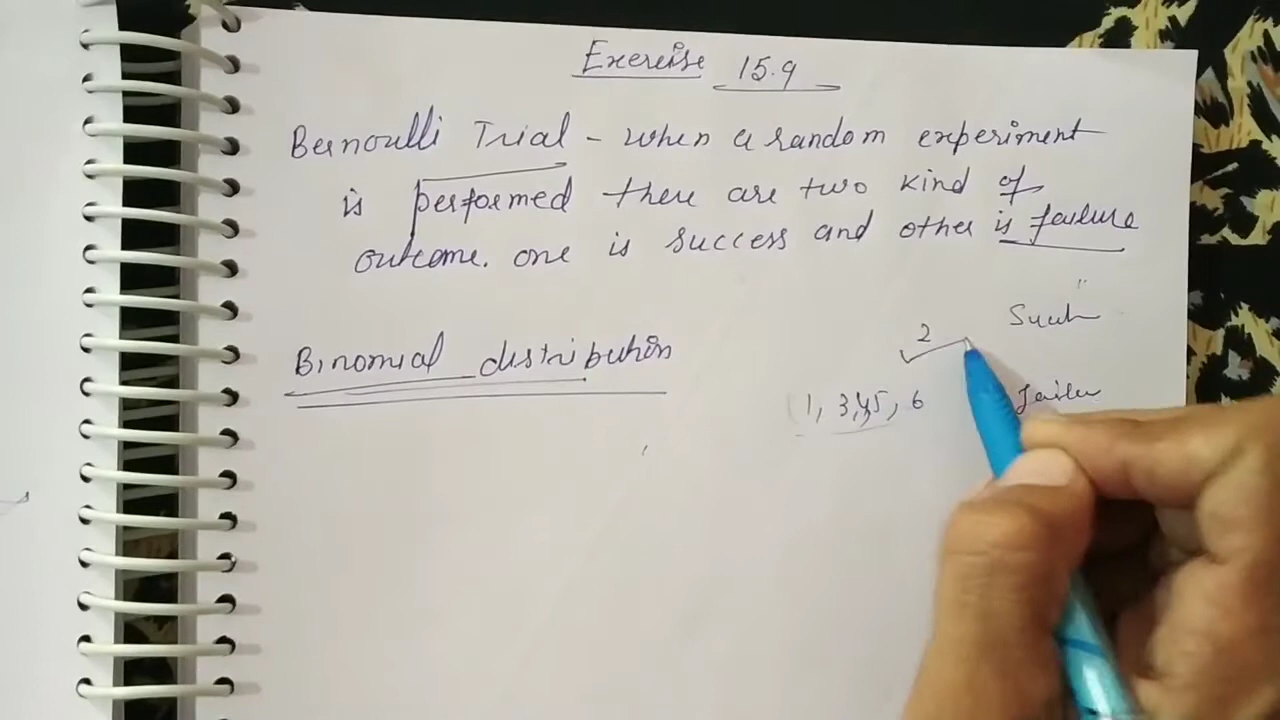 Exercise 15.9
Bernoulli Trial - when a random experiment
is performed there are two kind of
outcome. one is success and other is failure
Binomial distribution
2
1, 3,4,5, 6